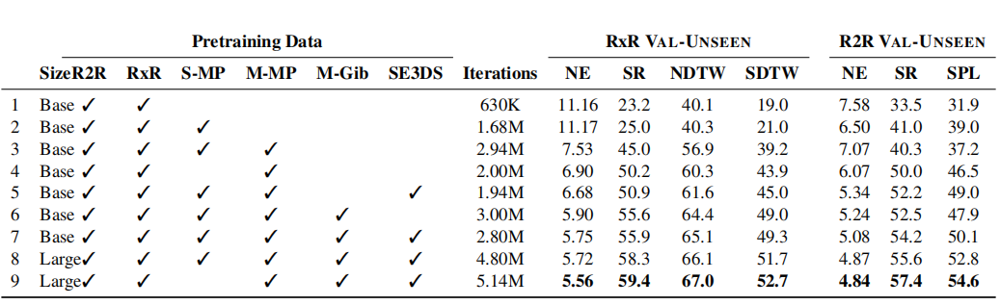 Pretraining Data RxR VAL-UNSEEN R2R VAL-UNSEEN
SizeR2R RxR S-MP M-MP M-Gib SE3DS Iterations NE SR NDTW SDTW NE SR SPL
1 Base ✓ ✓ 630K 11.16 23.2 40.1 19.0 7.58 33.5 31.9
2 Base ✓ ✓ ✓ 1.68M 11.17 25.0 40.3 21.0 6.50 41.0 39.0
3 Base ✓ ✓ ✓ ✓ 2.94M 7.53 45.0 56.9 39.2 7.07 40.3 37.2
4 Base ✓ ✓ ✓ 2.00M 6.90 50.2 60.3 43.9 6.07 50.0 46.5
5 Base ✓ ✓ ✓ ✓ ✓ 1.94M 6.68 50.9 61.6 45.0 5.34 52.2 49.0
6 Base ✓ ✓ ✓ ✓ ✓ 3.00M 5.90 55.6 64.4 49.0 5.24 52.5 47.9
7 Base ✓ ✓ ✓ ✓ ✓ ✓ 2.80M 5.75 55.9 65.1 49.3 5.08 54.2 50.1
8 Large✓ ✓ ✓ ✓ ✓ ✓ 4.80M 5.72 58.3 66.1 51.7 4.87 55.6 52.8
9 Large✓ ✓ ✓ ✓ ✓ 5.14M 5.56 59.4 67.0 52.7 4.84 57.4 54.6